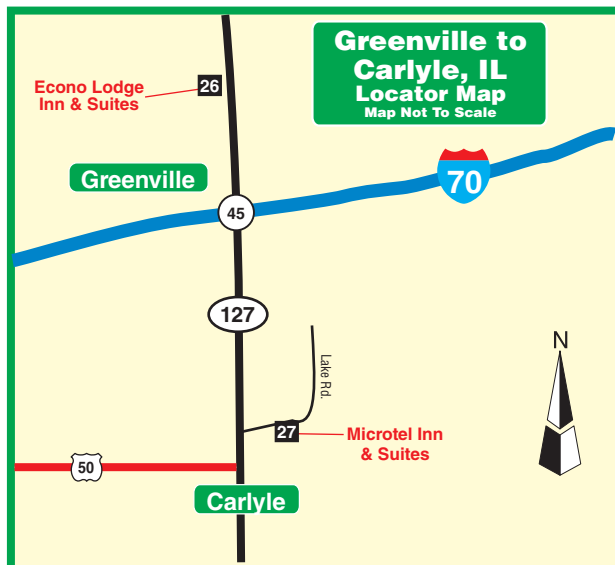 Greenville to
Carlyle, IL
Locator Map
Map Not To Scale
Econo Lodge
Inn & Suites
26
Greenville
70
45
127
N
Lake Rd.
27
Microtel Inn
& Suites
50
Carlyle